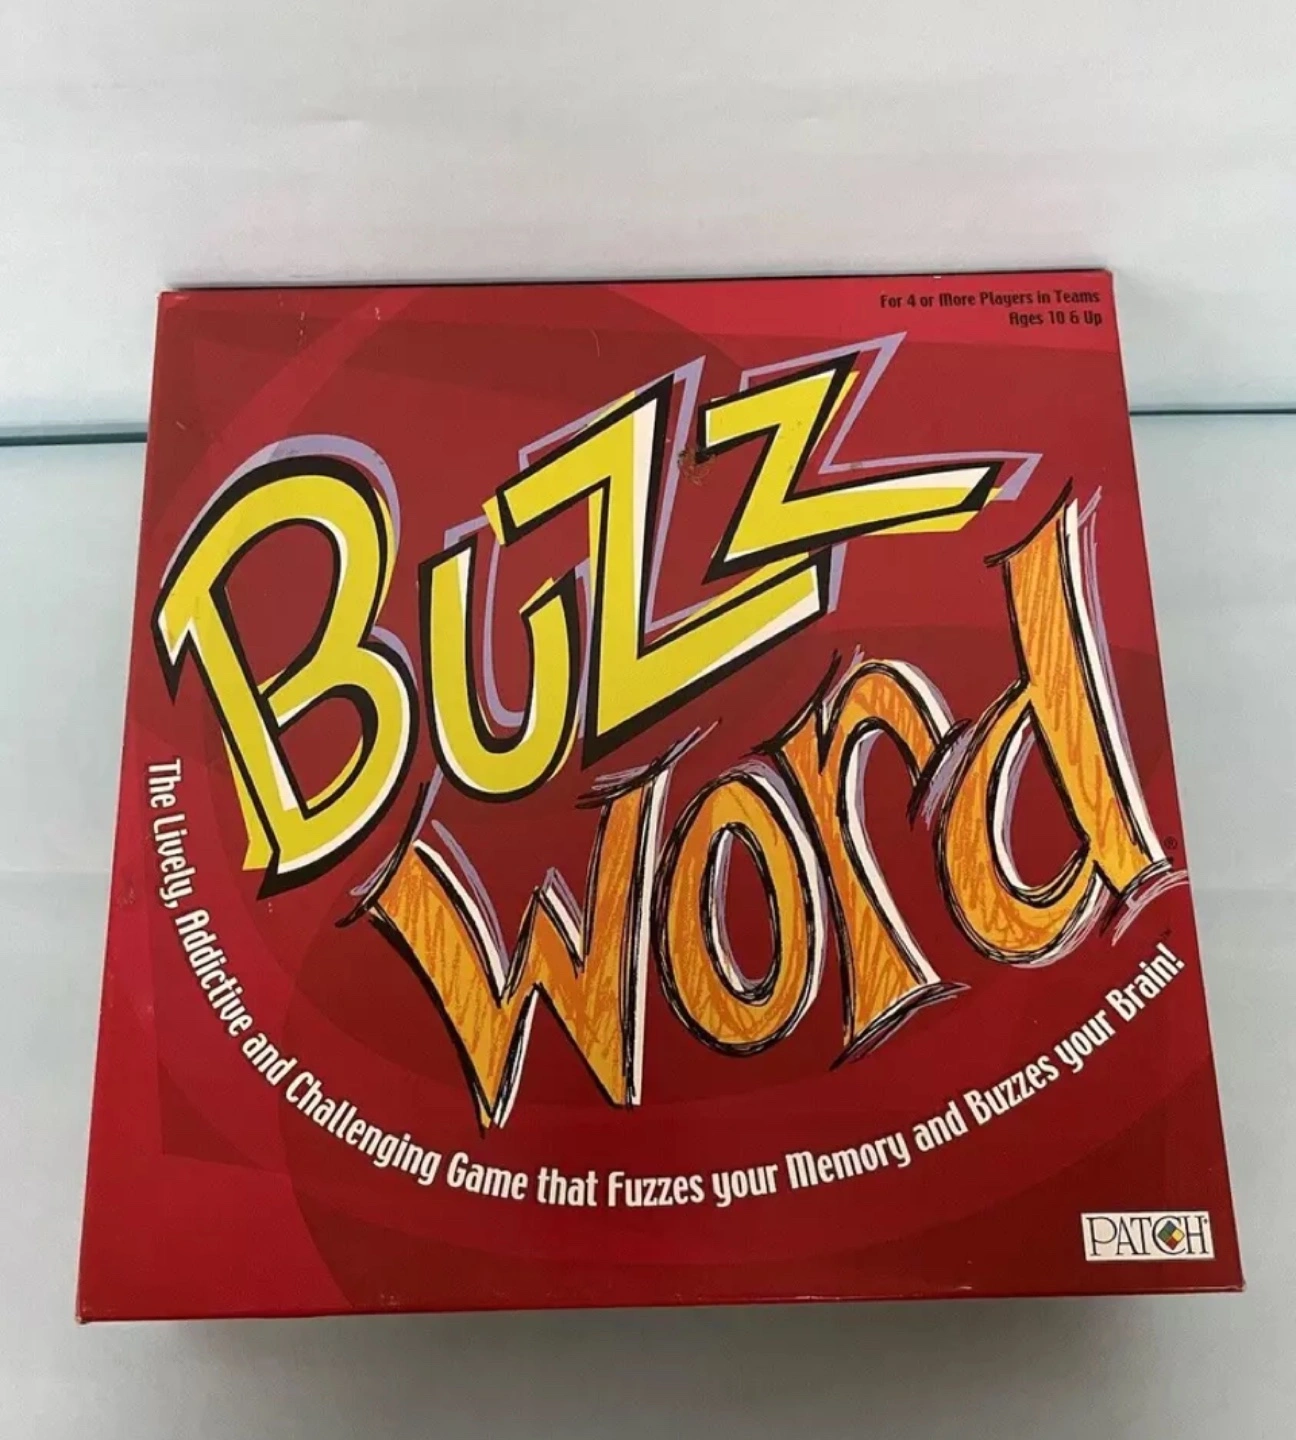 For 4 or More Players in Teams
Ages 10 & Up
Buzz
Word®
The Lively, Addictive and Challenging Game that Fuzzes your Memory and Buzzes your Brain!™
PATCH®